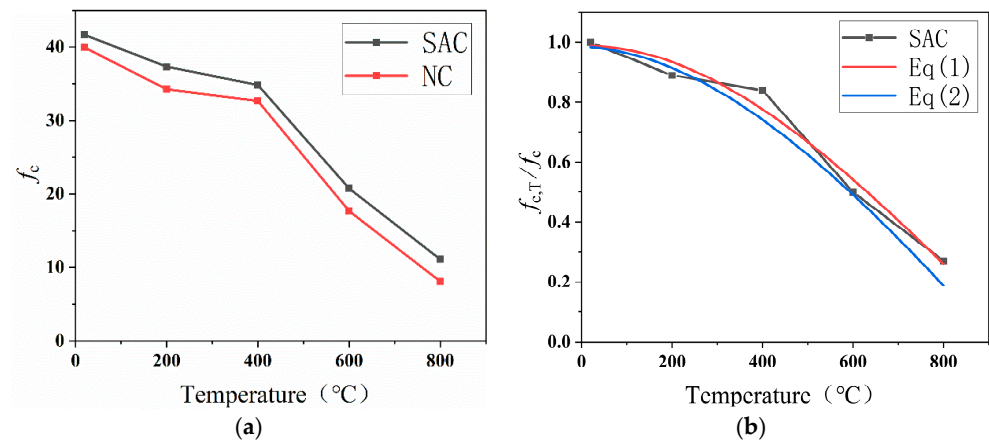 SAC
NC
40
30
20
10
0
f_c
0 200 400 600 800
Temperature（℃）
(a)
SAC
Eq(1)
Eq(2)
1.0
0.8
0.6
0.4
0.2
0.0
f_c,T/f_c
0 200 400 600 800
Temperature（℃）
(b)